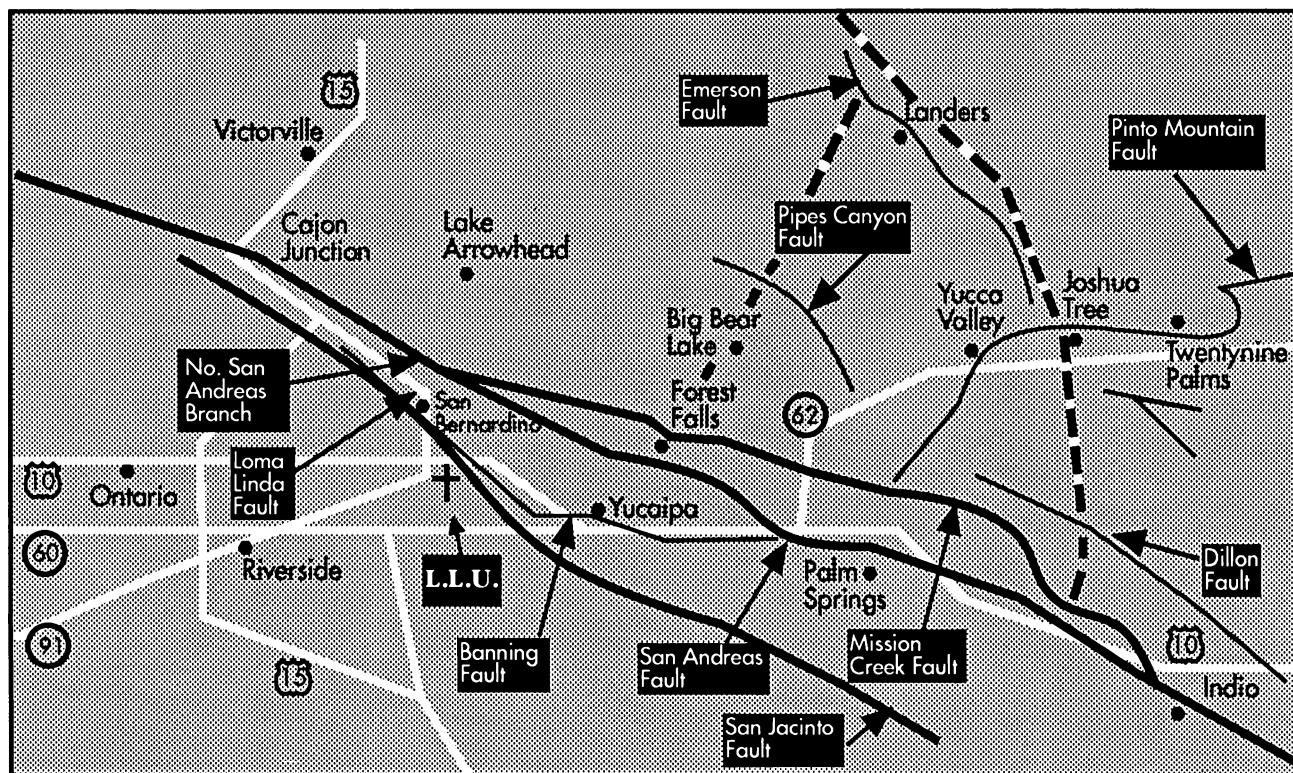 15
Victorville
Emerson
Fault
Landers
Pinto Mountain
Fault
Cajon
Junction
Lake
Arrowhead
Pipes Canyon
Fault
Big Bear
Lake
Yucca
Valley
Joshua
Tree
Twentynine
Palms
No. San
Andreas
Branch
San
Bernardino
Forest
Falls
62
Loma
Linda
Fault
10
Ontario
Yucaipa
60
Riverside
L.L.U.
Palm
Springs
Dillon
Fault
91
15
Banning
Fault
San Andreas
Fault
Mission
Creek Fault
10
Indio
San Jacinto
Fault